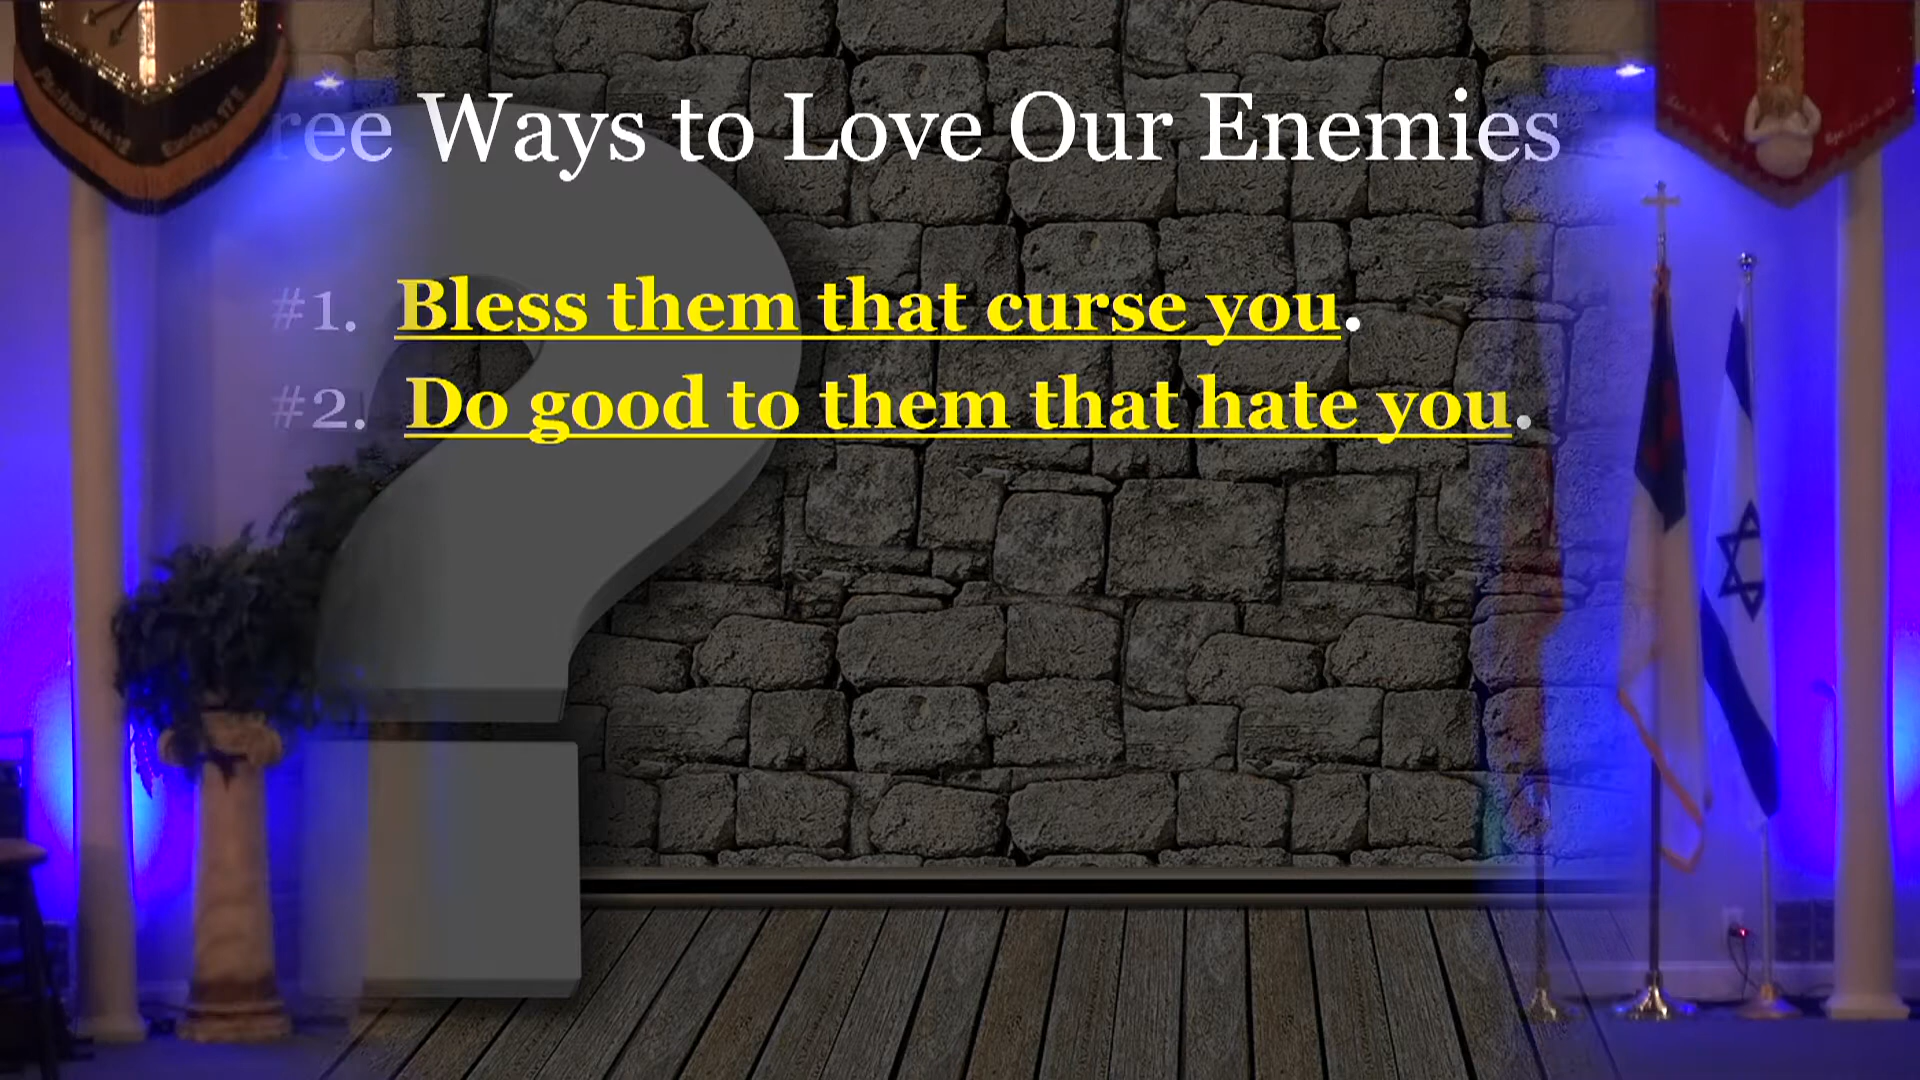 ree Ways to Love Our Enemies
#1. Bless them that curse you.
#2. Do good to them that hate you.